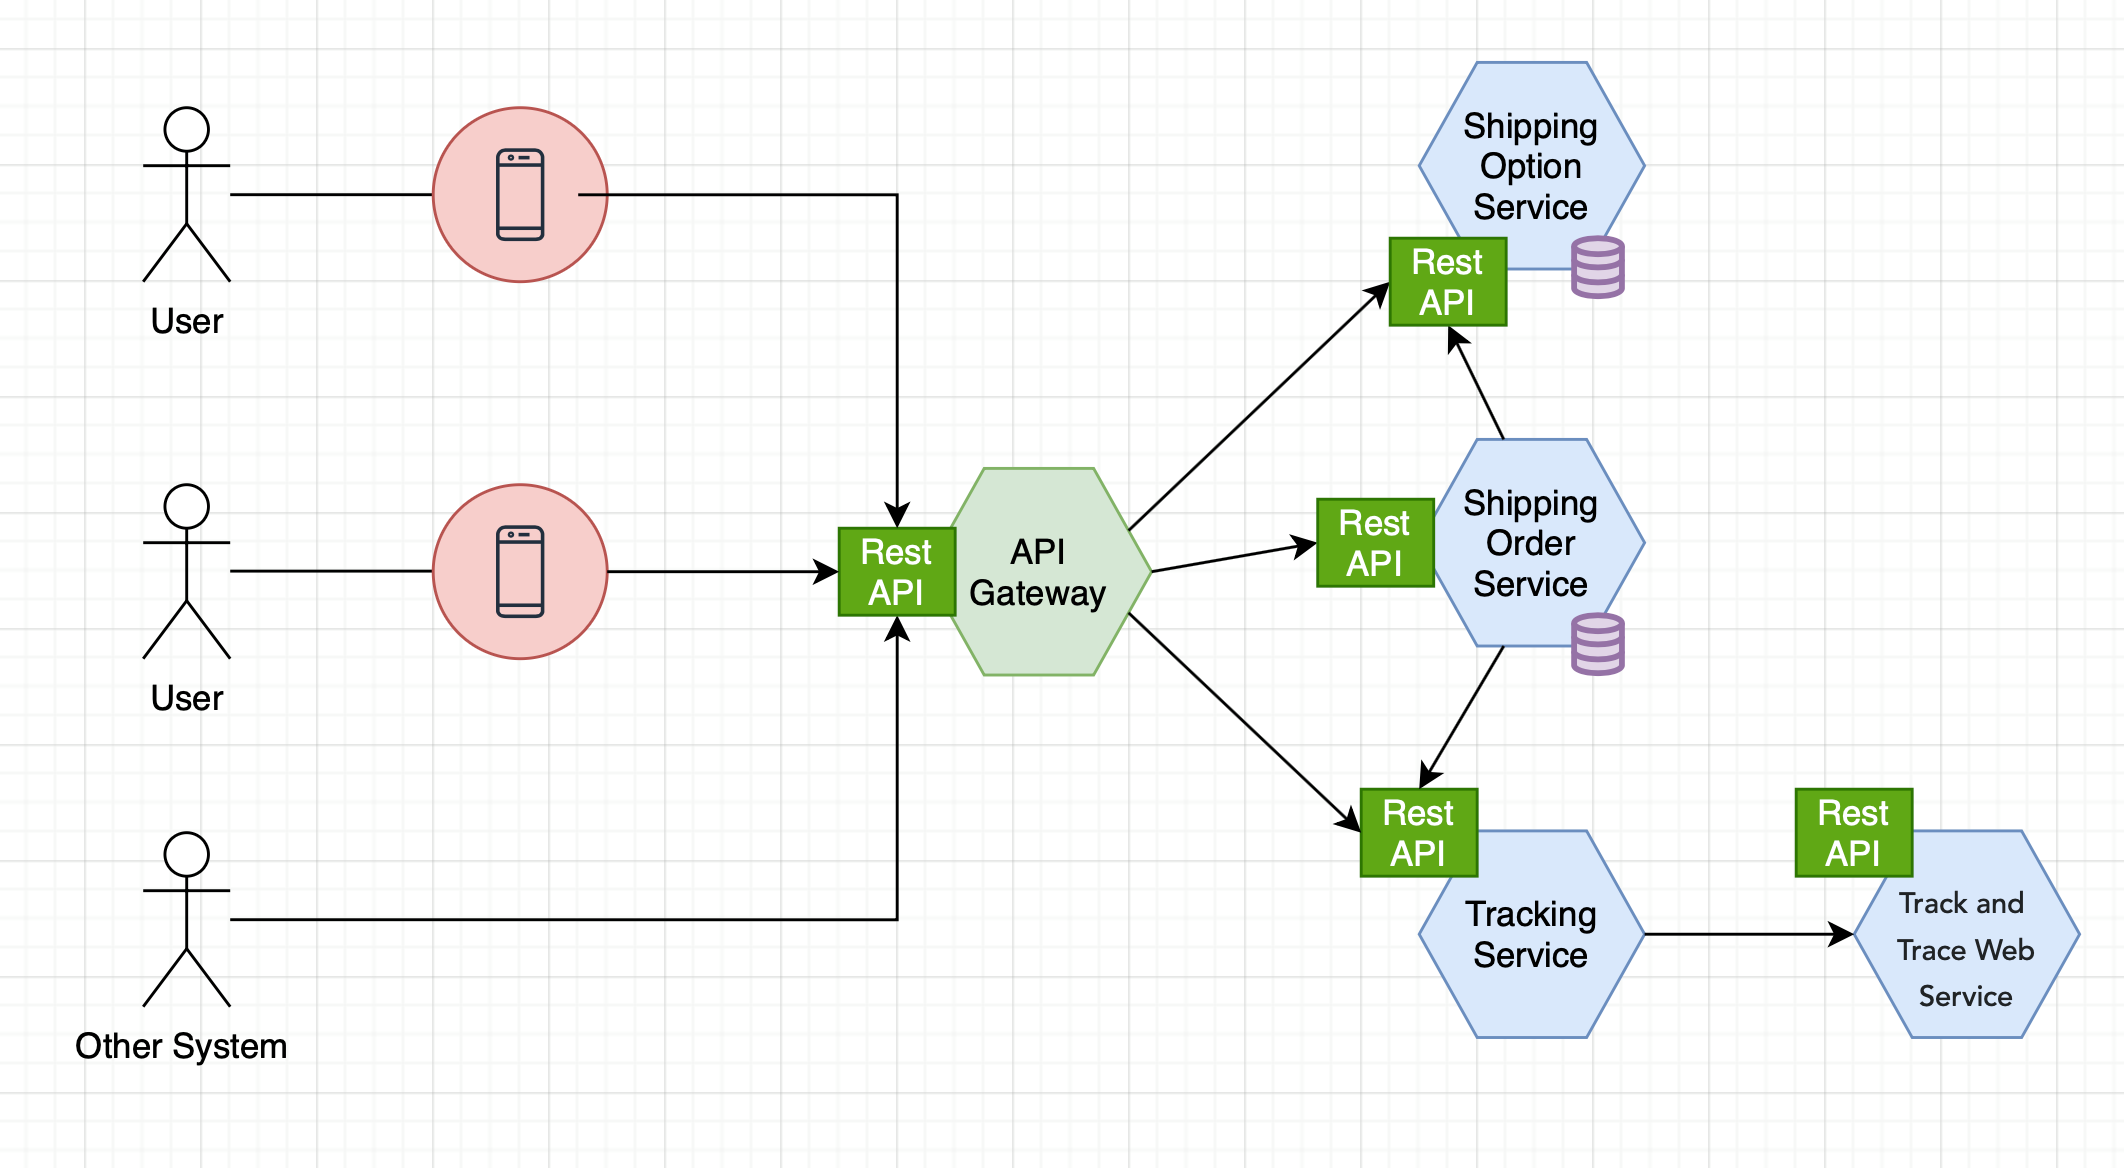 User
User
Other System
Rest
API
API
Gateway
Shipping
Option
Service
Rest
API
Rest
API
Shipping
Order
Service
Rest
API
Tracking
Service
Rest
API
Track and
Trace Web
Service